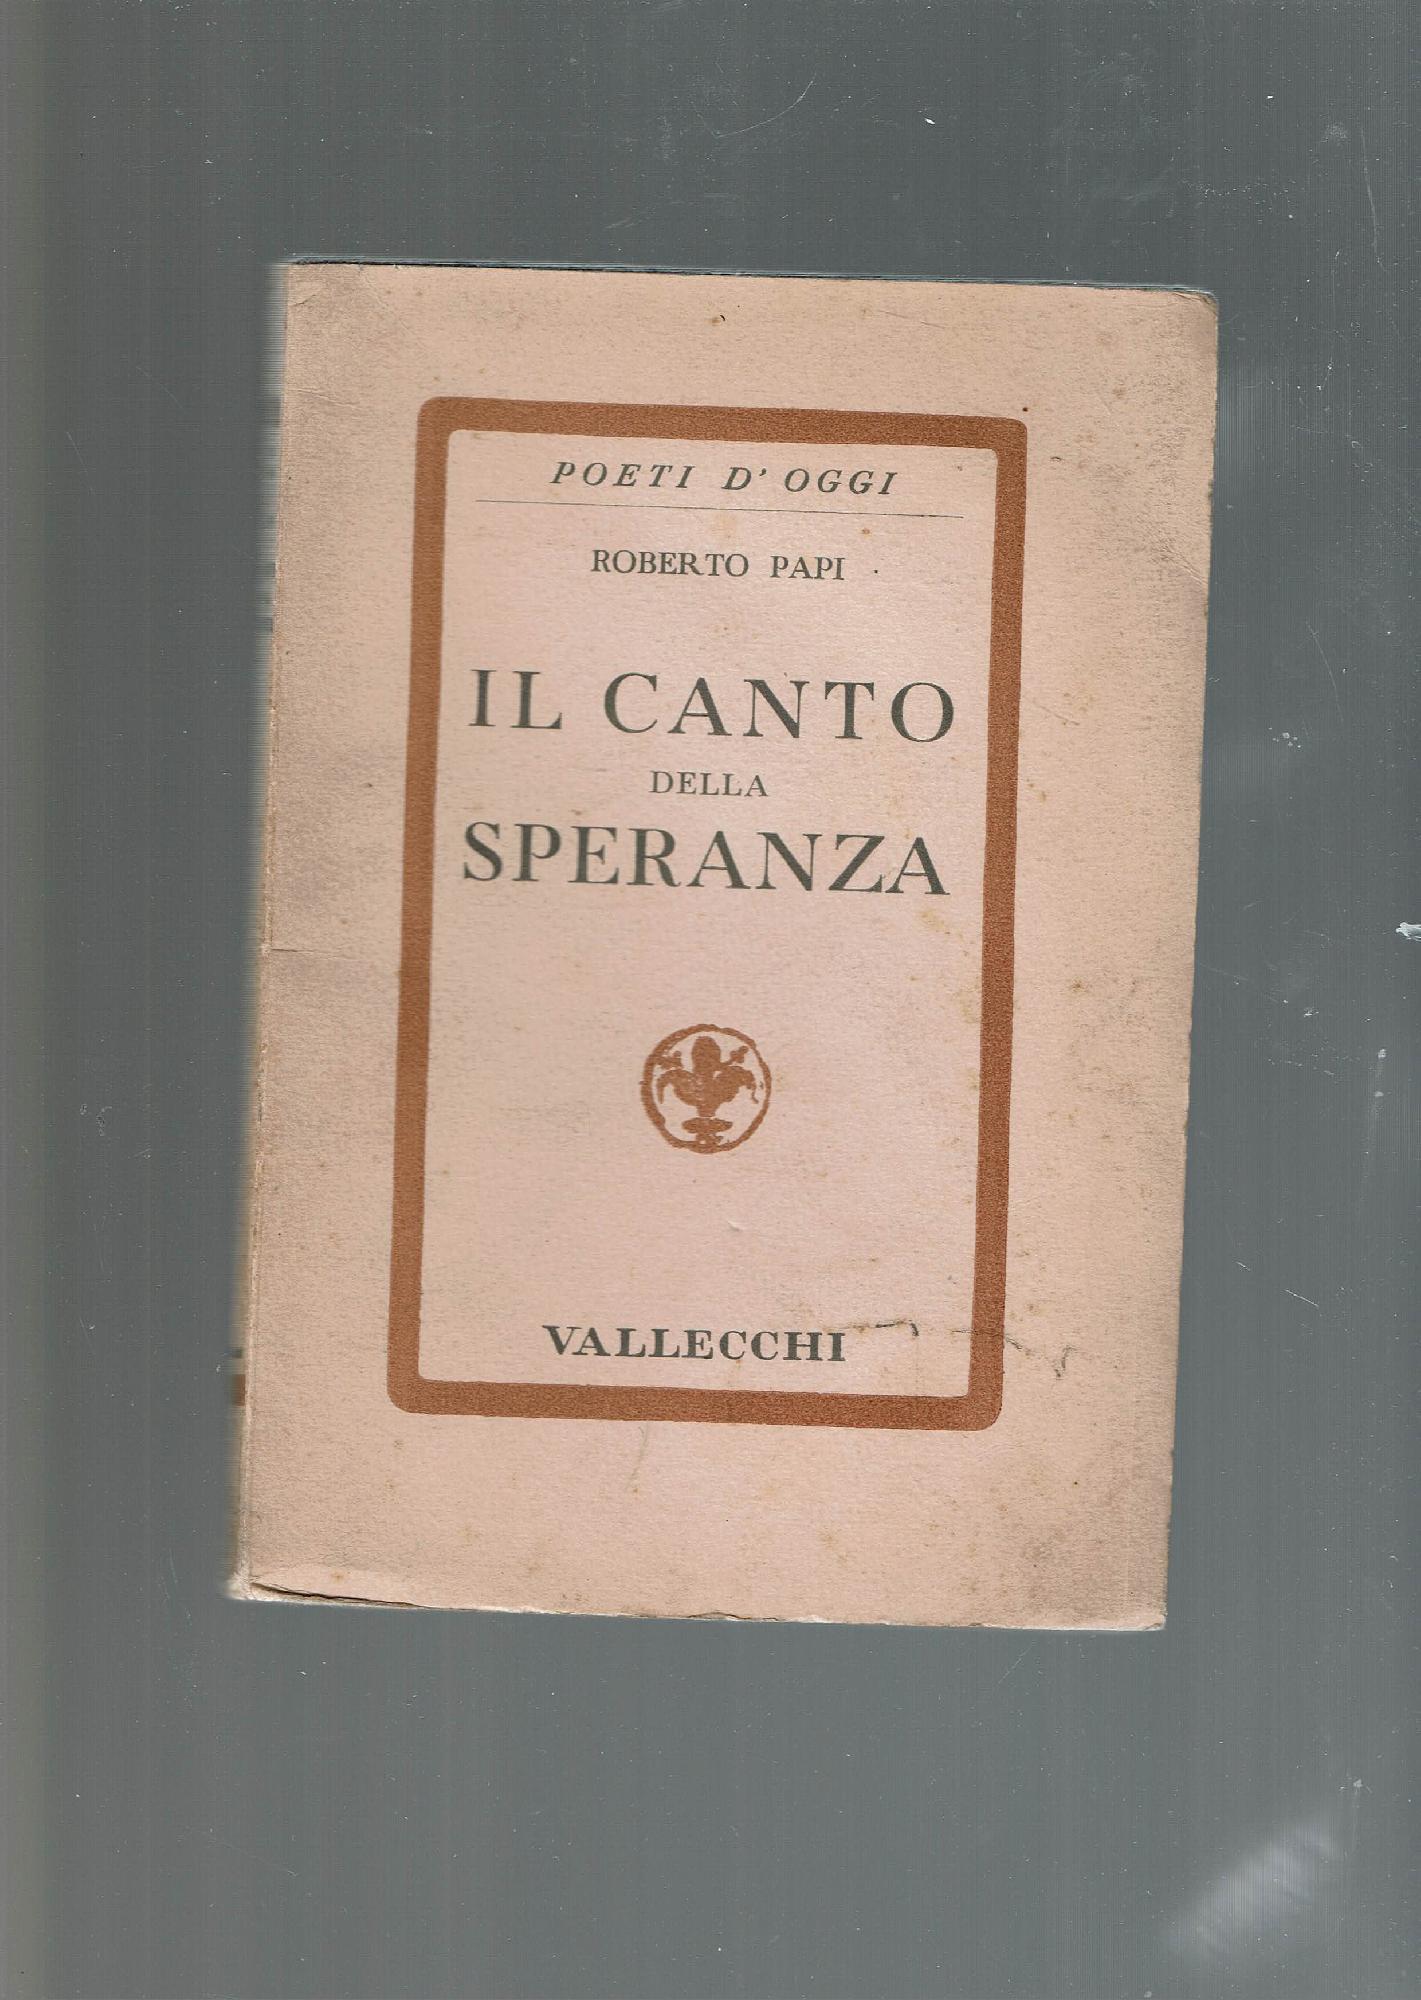 POETI D' OGGI
ROBERTO PAPI
IL CANTO
DELLA
SPERANZA
VALLECCHI